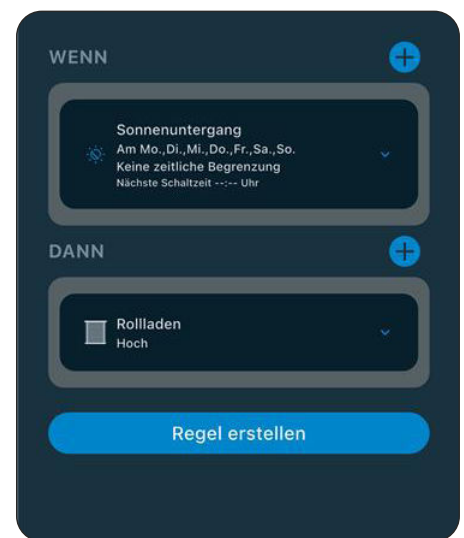 WENN
Sonnenuntergang
Am Mo.,Di.,Mi.,Do.,Fr.,Sa.,So.
Keine zeitliche Begrenzung
Nächste Schaltzeit --:-- Uhr
DANN
Rollladen
Hoch
Regel erstellen